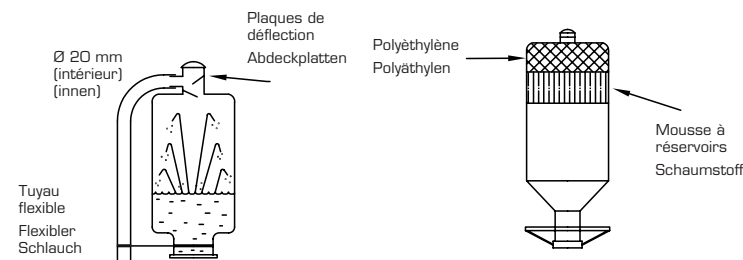 Plaques de
déflection
Abdeckplatten
Ø 20 mm
(intérieur)
(innen)
Tuyau
flexible
Flexibler
Schlauch
Polyèthylène
Polyäthylen
Mousse à
réservoirs
Schaumstoff